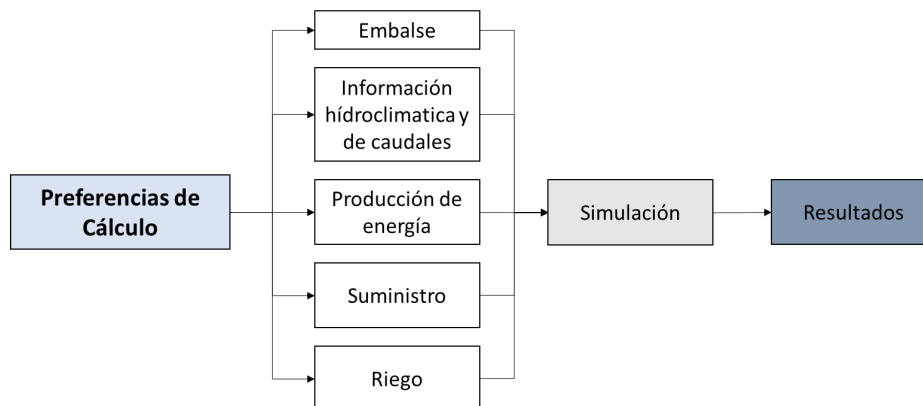 Embalse
Información
hídroclimatica y
de caudales
Preferencias de
Cálculo
Producción de
energía
Simulación
Resultados
Suministro
Riego